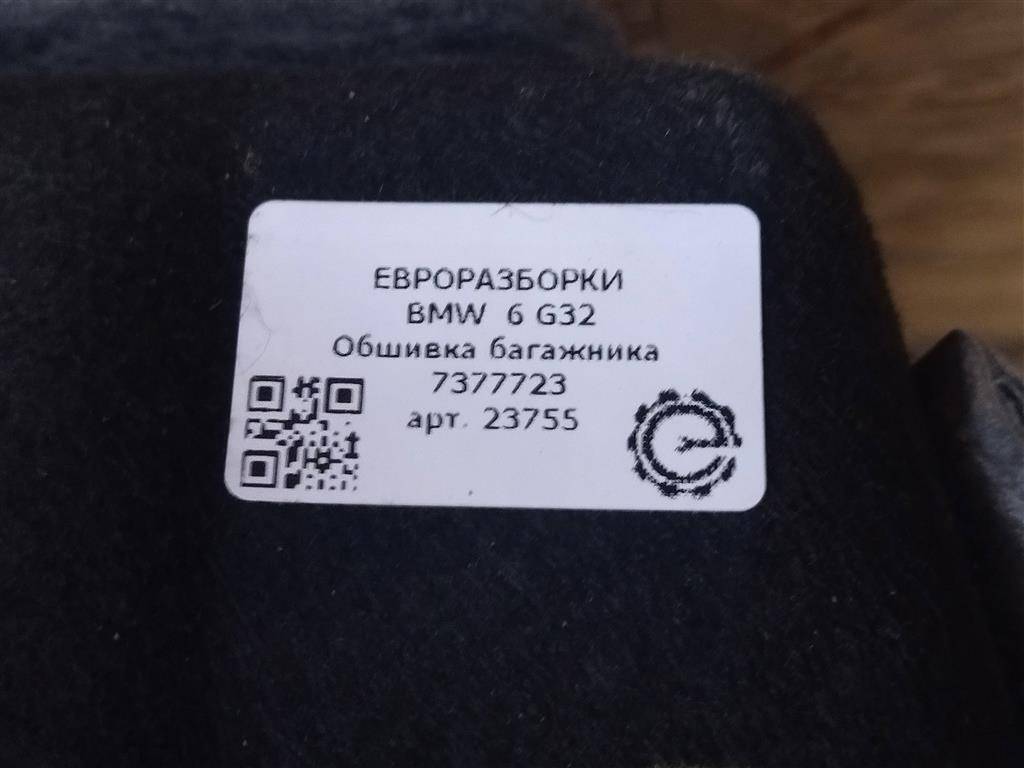 ЕВРОРАЗБОРКИ
BMW 6 G32
Обшивка багажника
7377723
арт. 23755